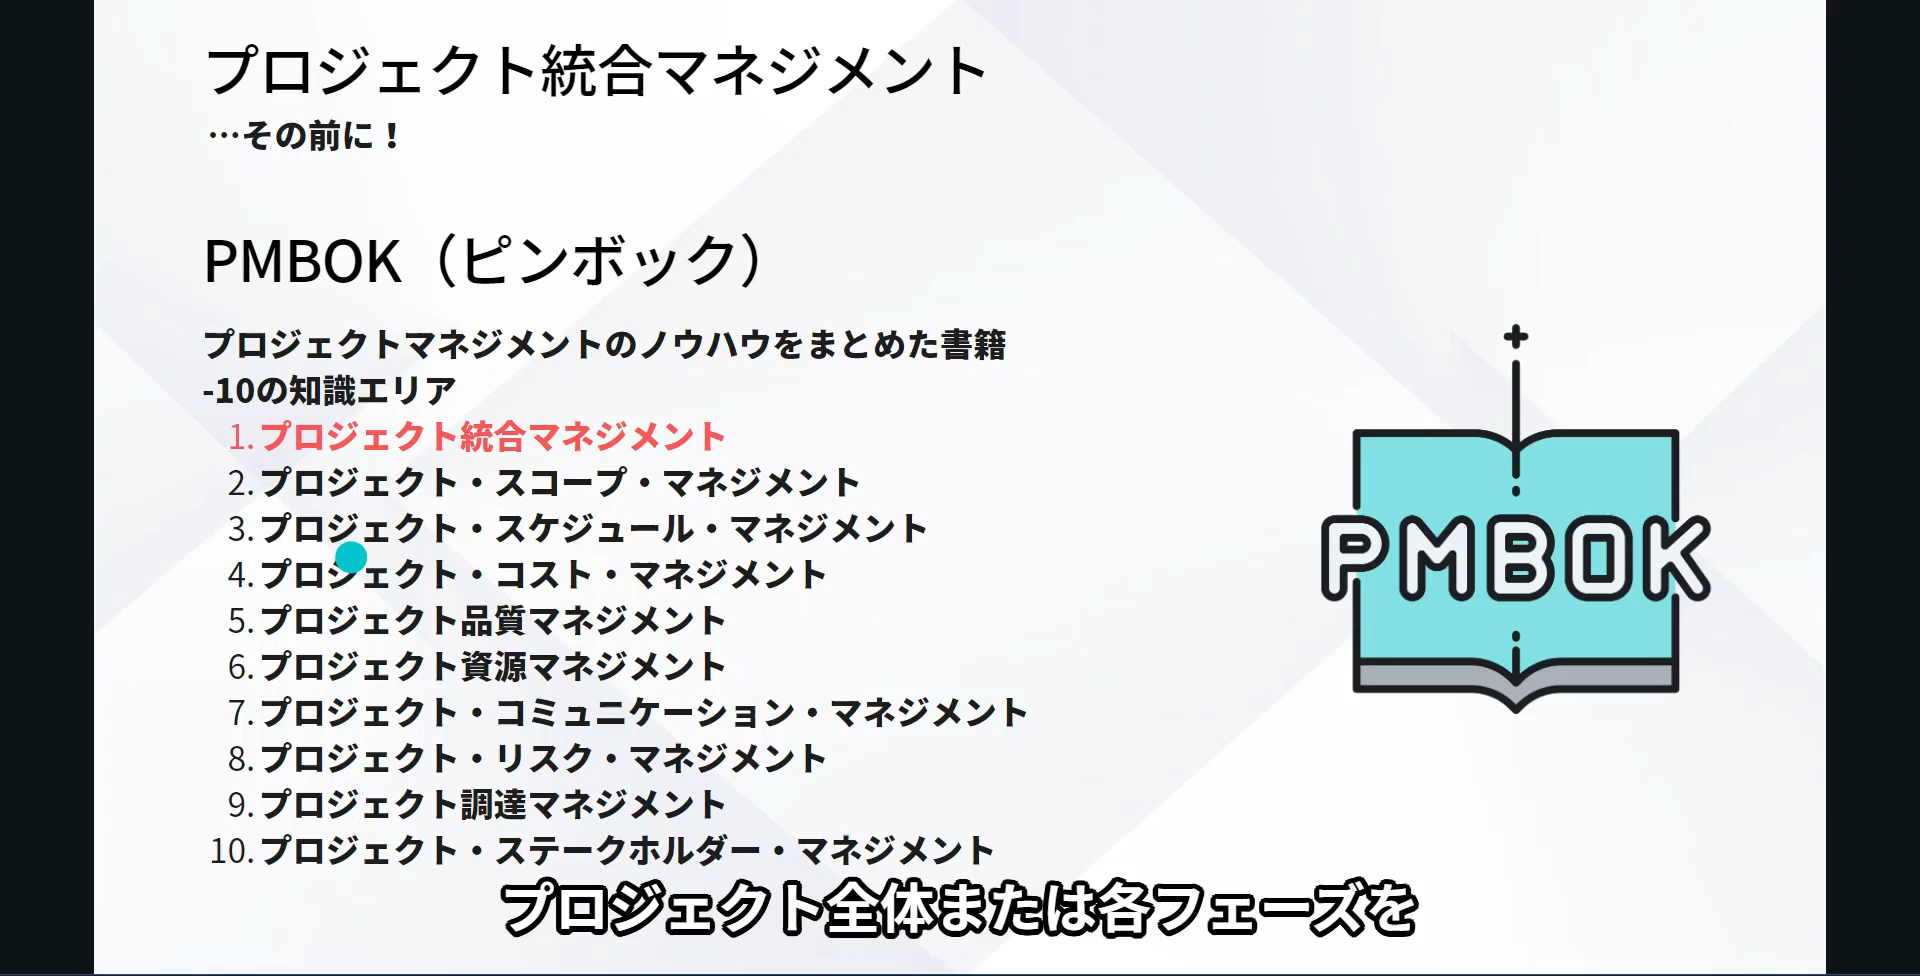 プロジェクト統合マネジメント
…その前に！
PMBOK（ピンボック）
プロジェクトマネジメントのノウハウをまとめた書籍
-10の知識エリア
1. プロジェクト統合マネジメント
2. プロジェクト・スコープ・マネジメント
3. プロジェクト・スケジュール・マネジメント
4. プロジェクト・コスト・マネジメント
5. プロジェクト品質マネジメント
6. プロジェクト資源マネジメント
7. プロジェクト・コミュニケーション・マネジメント
8. プロジェクト・リスク・マネジメント
9. プロジェクト調達マネジメント
10. プロジェクト・ステークホルダー・マネジメント
PMBOK
プロジェクト全体または各フェーズを